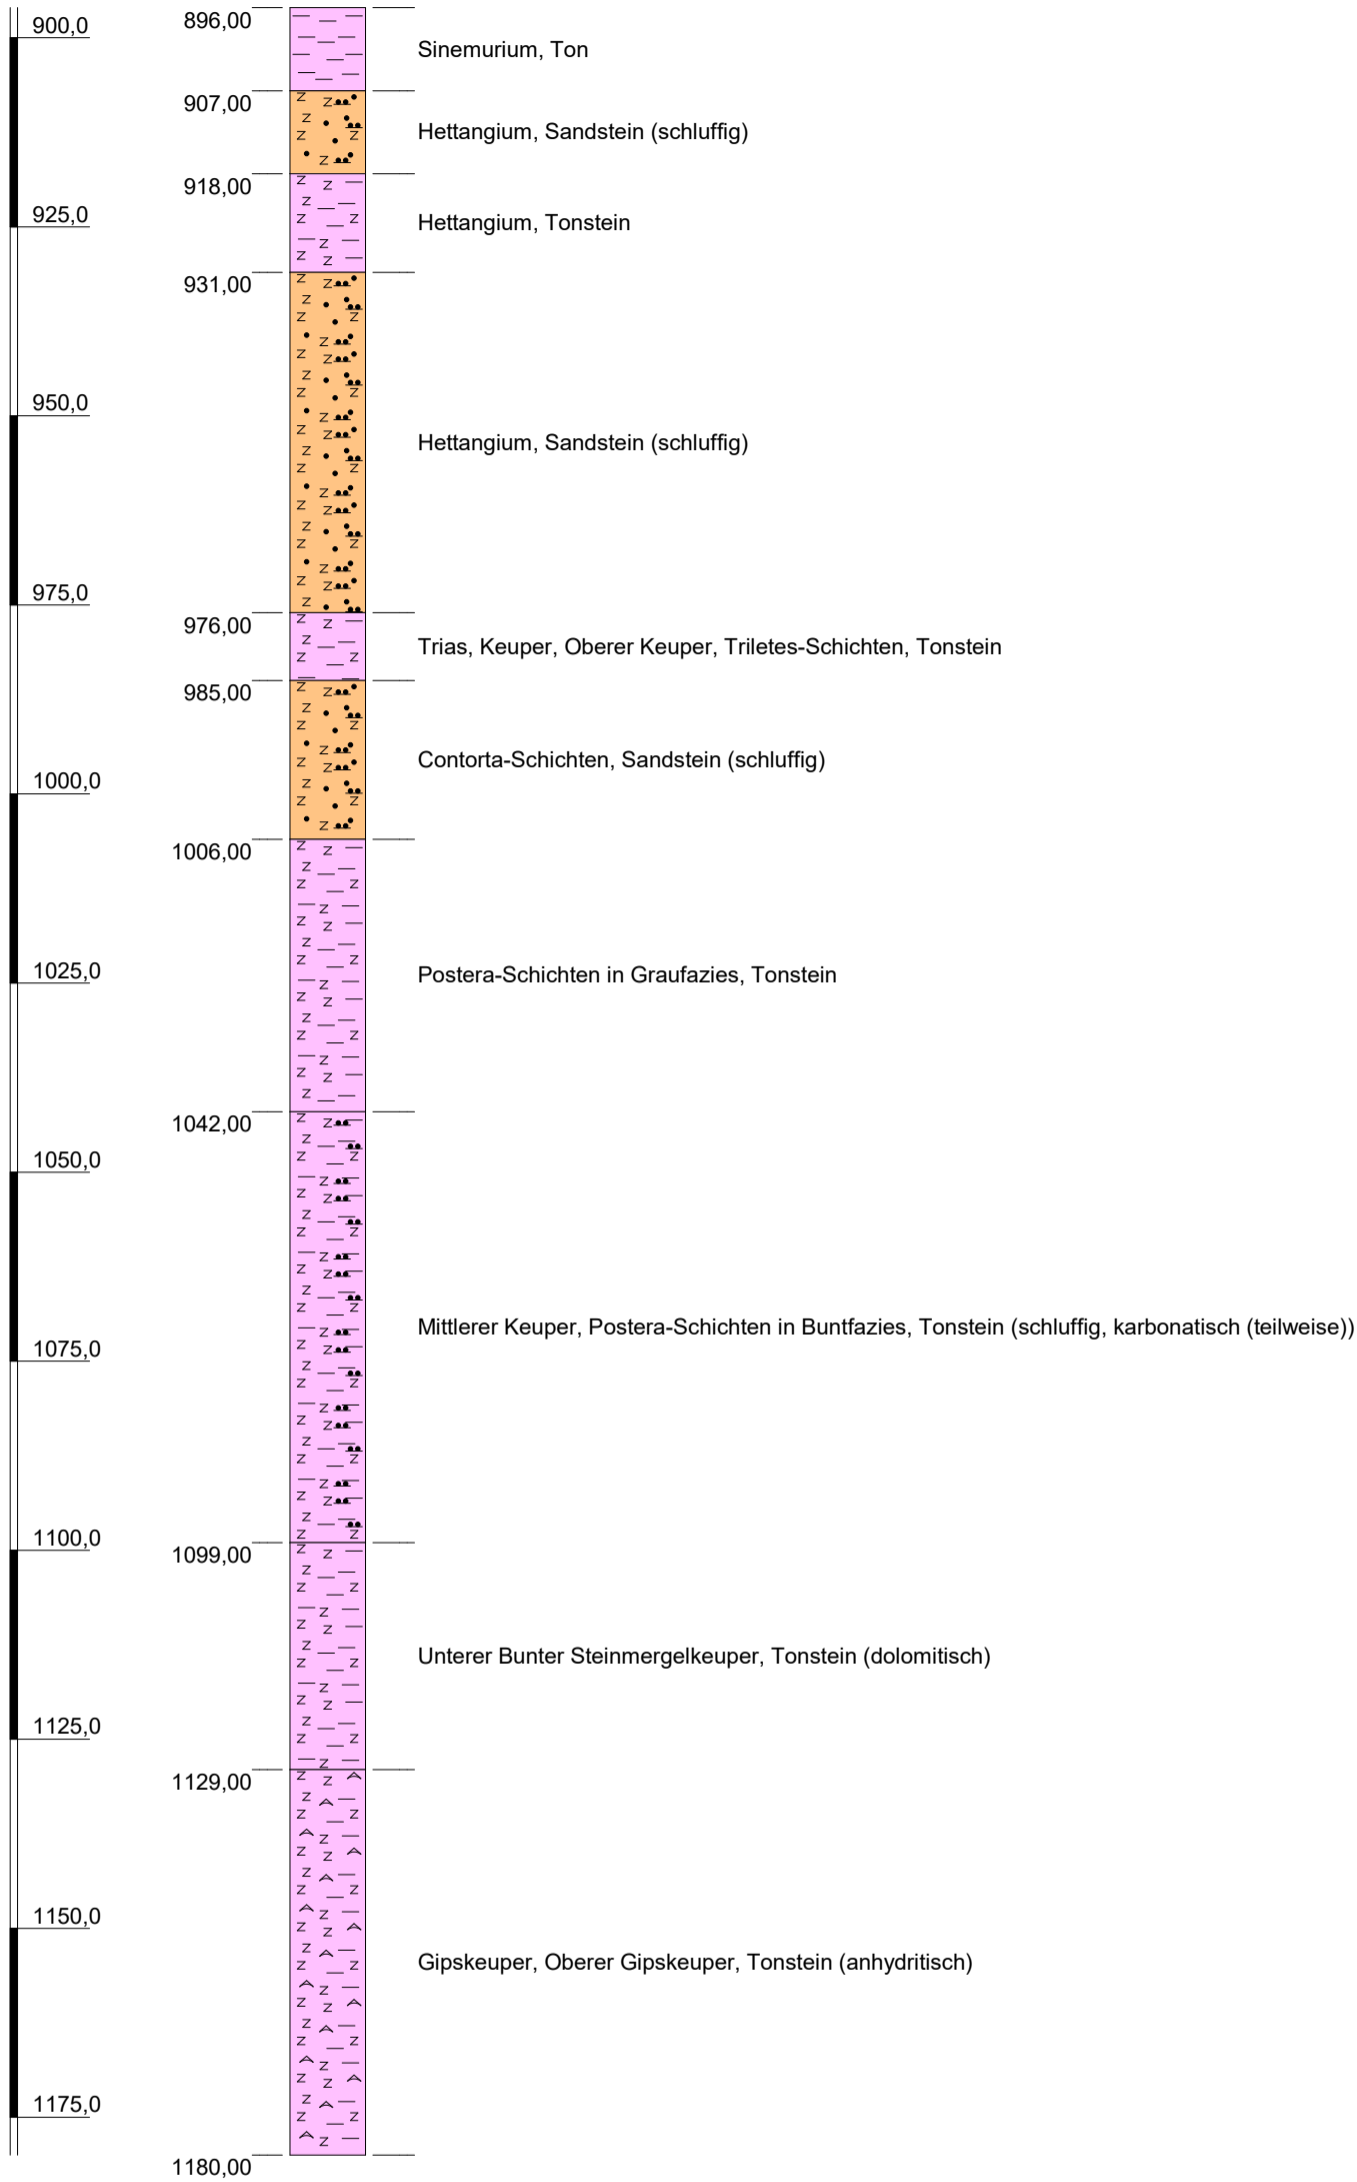 896,00
900,0
Sinemurium, Ton
907,00
Hettangium, Sandstein (schluffig)
918,00
925,0
Hettangium, Tonstein
931,00
950,0
Hettangium, Sandstein (schluffig)
975,0
976,00
Trias, Keuper, Oberer Keuper, Triletes-Schichten, Tonstein
985,00
Contorta-Schichten, Sandstein (schluffig)
1000,0
1006,00
1025,0
Postera-Schichten in Graufazies, Tonstein
1042,00
1050,0
Mittlerer Keuper, Postera-Schichten in Buntfazies, Tonstein (schluffig, karbonatisch (teilweise))
1075,0
1100,0
1099,00
Unterer Bunter Steinmergelkeuper, Tonstein (dolomitisch)
1125,0
1129,00
1150,0
Gipskeuper, Oberer Gipskeuper, Tonstein (anhydritisch)
1175,0
1180,00